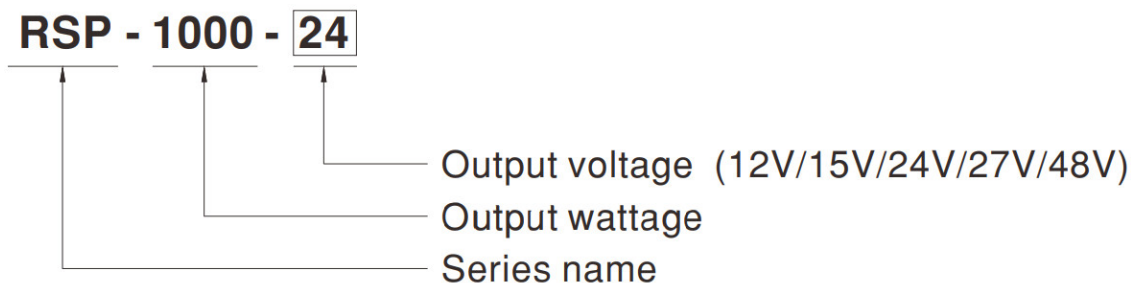 RSP - 1000 - 24
Output voltage (12V/15V/24V/27V/48V)
Output wattage
Series name